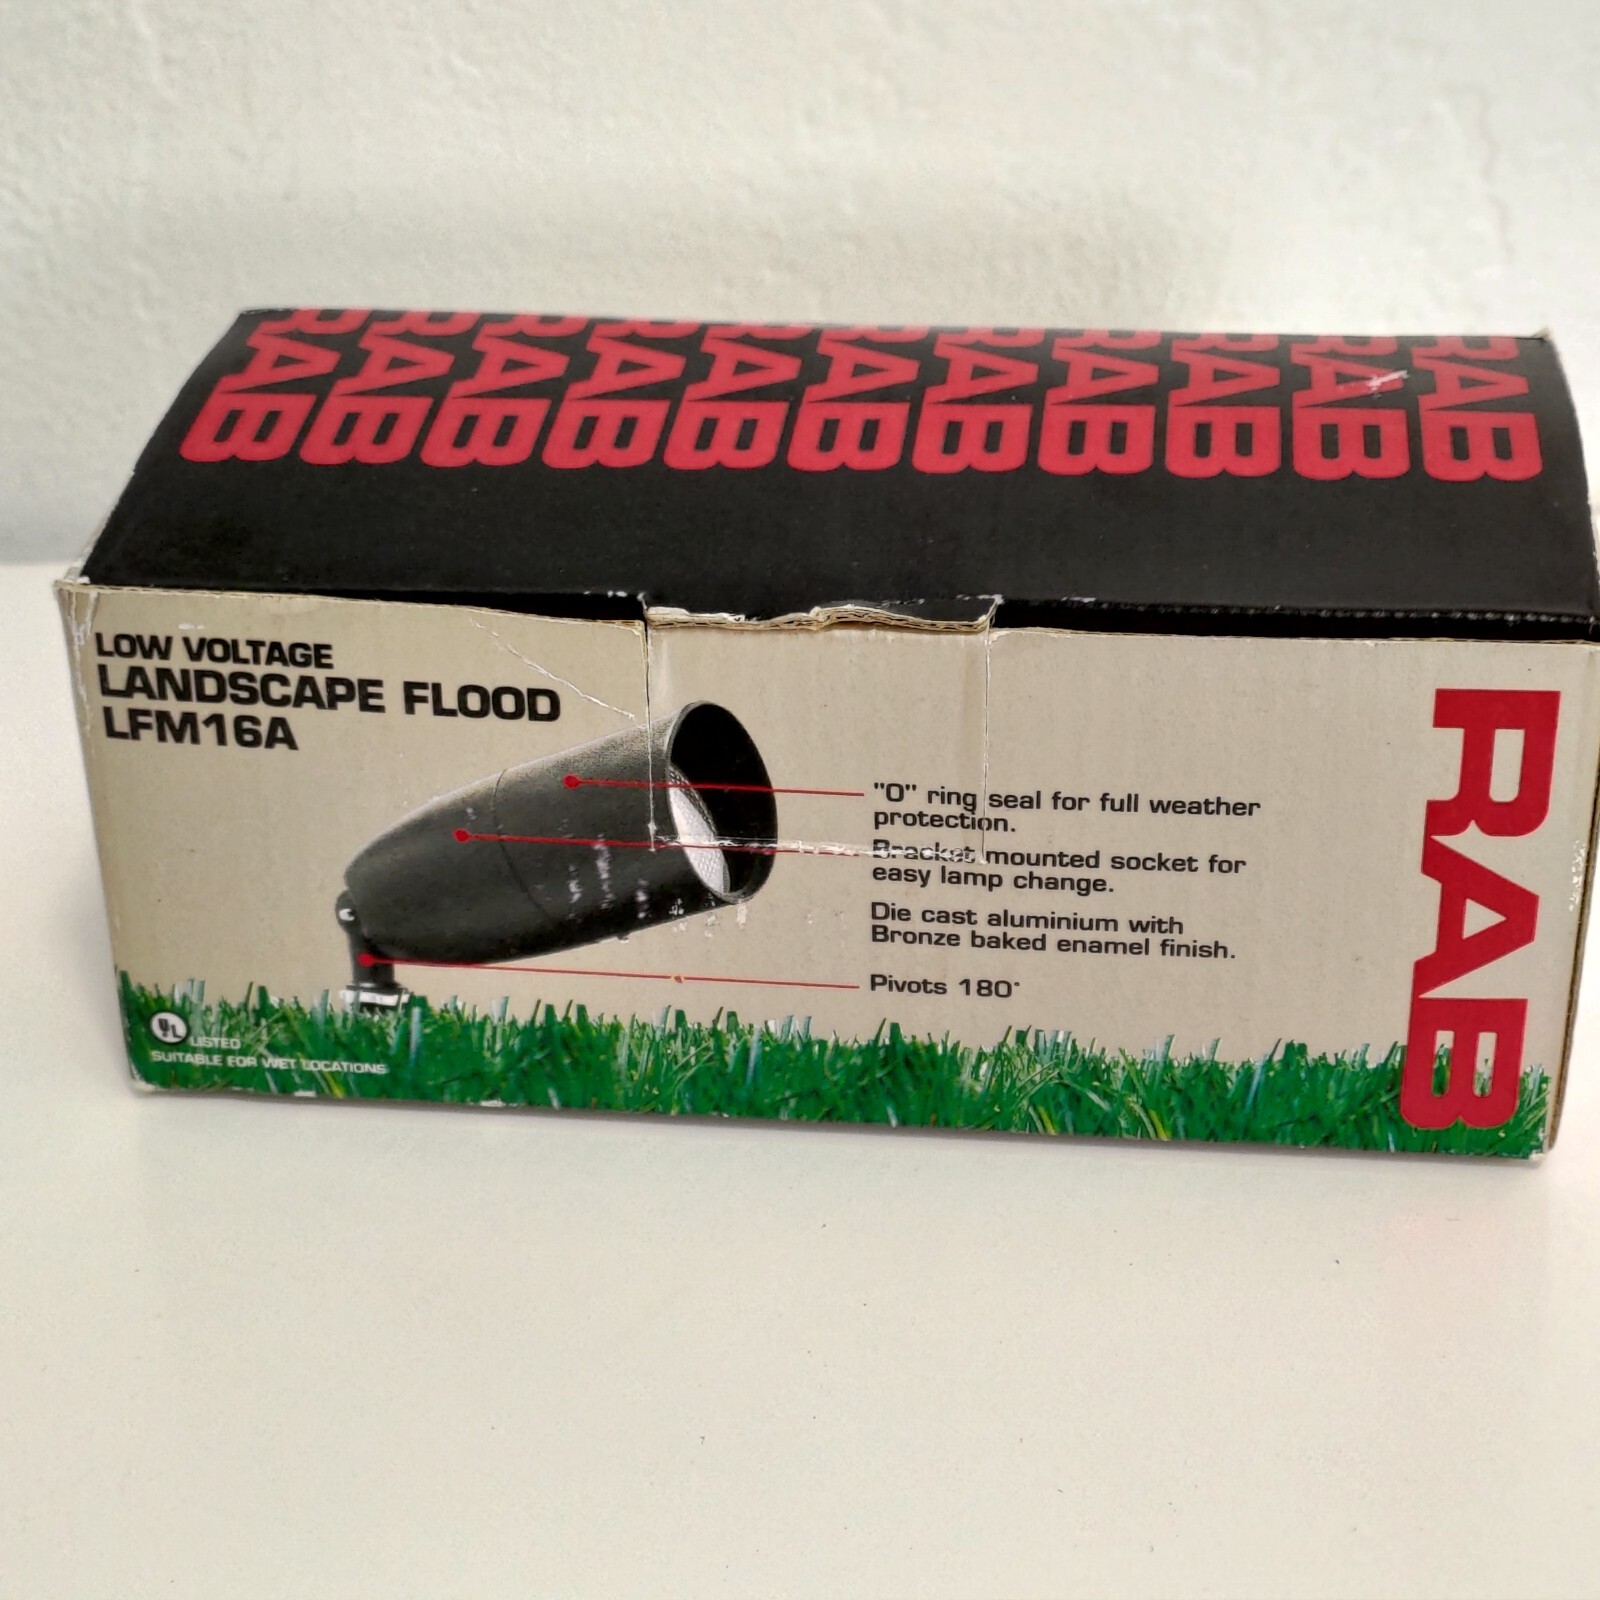 RAB RAB RAB RAB RAB RAB RAB RAB RAB RAB RAB
LOW VOLTAGE
LANDSCAPE FLOOD
LFM16A
"O" ring seal for full weather
protection.
Bracket mounted socket for
easy lamp change.
Die cast aluminium with
Bronze baked enamel finish.
Pivots 180°
UL LISTED
SUITABLE FOR WET LOCATIONS
RAB